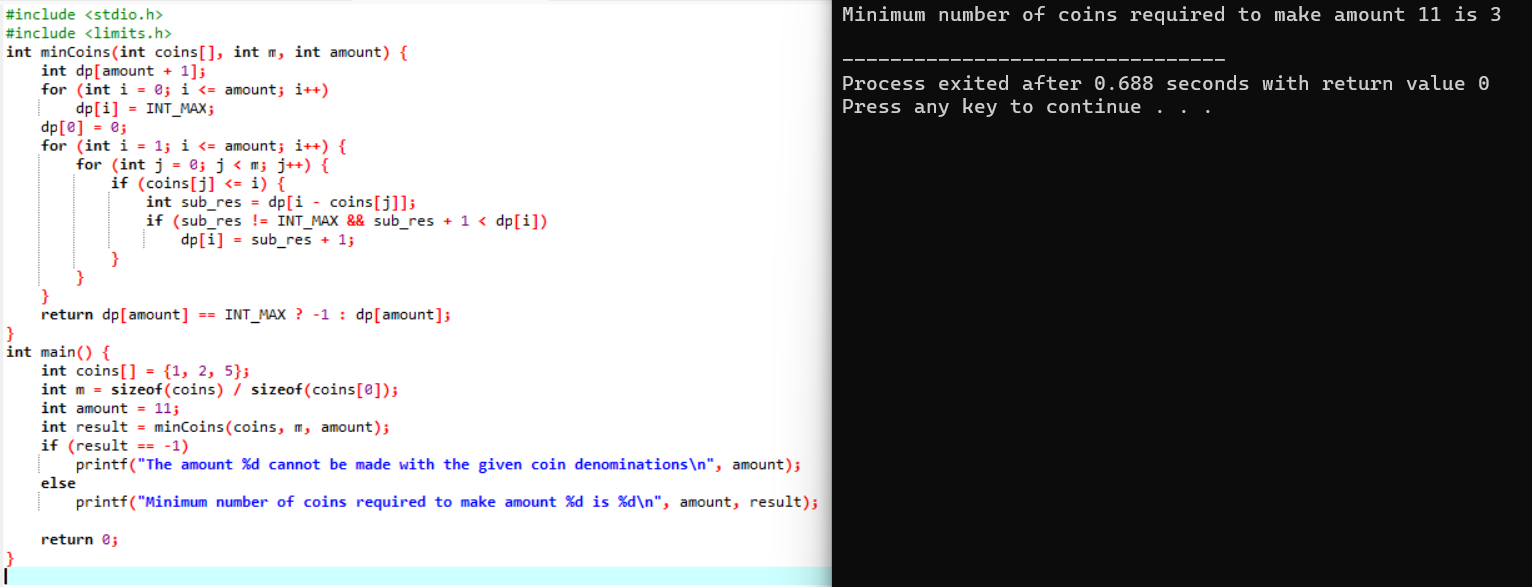 #include <stdio.h>
#include <limits.h>
int minCoins(int coins[], int m, int amount) {
    int dp[amount + 1];
    for (int i = 0; i <= amount; i++)
        dp[i] = INT_MAX;
    dp[0] = 0;
    for (int i = 1; i <= amount; i++) {
        for (int j = 0; j < m; j++) {
            if (coins[j] <= i) {
                int sub_res = dp[i - coins[j]];
                if (sub_res != INT_MAX && sub_res + 1 < dp[i])
                    dp[i] = sub_res + 1;
            }
        }
    }
    return dp[amount] == INT_MAX ? -1 : dp[amount];
}
int main() {
    int coins[] = {1, 2, 5};
    int m = sizeof(coins) / sizeof(coins[0]);
    int amount = 11;
    int result = minCoins(coins, m, amount);
    if (result == -1)
        printf("The amount %d cannot be made with the given coin denominations\n", amount);
    else
        printf("Minimum number of coins required to make amount %d is %d\n", amount, result);

    return 0;
}
Minimum number of coins required to make amount 11 is 3

--------------------------------
Process exited after 0.688 seconds with return value 0
Press any key to continue . . .